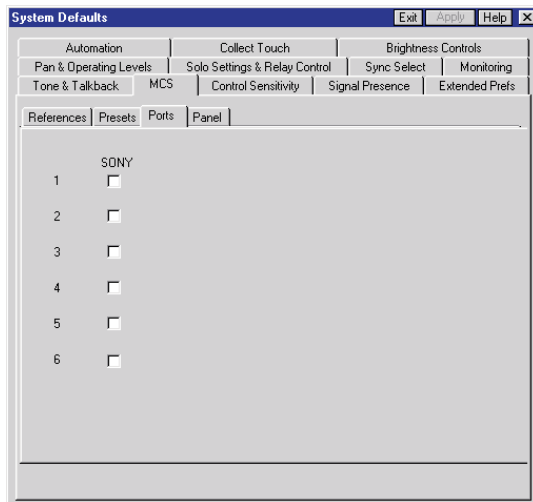 System Defaults Exit Apply Help
Automation Collect Touch Brightness Controls
Pan & Operating Levels Solo Settings & Relay Control Sync Select Monitoring
Tone & Talkback MCS Control Sensitivity Signal Presence Extended Prefs
References Presets Ports Panel
SONY
1
2
3
4
5
6